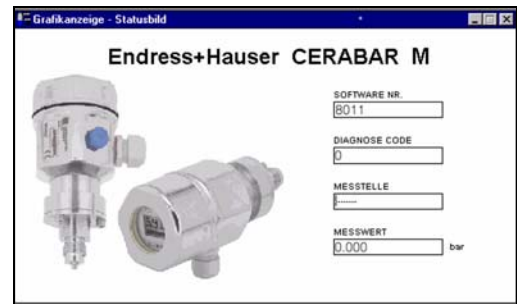 Grafikanzeige - Statusbild
Endress+Hauser CERABAR M
SOFTWARE NR.
8011
DIAGNOSE CODE
0
MESSTELLE
--------
MESSWERT
0.000 bar